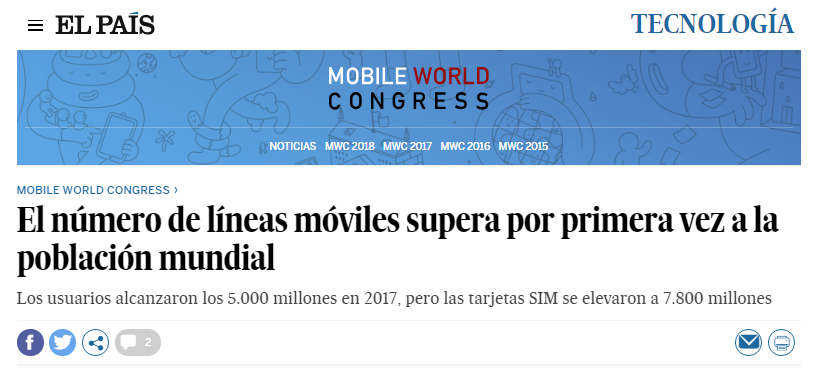 EL PAÍS
TECNOLOGÍA
MOBILE WORLD
CONGRESS
NOTICIAS MWC 2018 MWC 2017 MWC 2016 MWC 2015
MOBILE WORLD CONGRESS ›
El número de líneas móviles supera por primera vez a la
población mundial
Los usuarios alcanzaron los 5.000 millones en 2017, pero las tarjetas SIM se elevaron a 7.800 millones
f
2